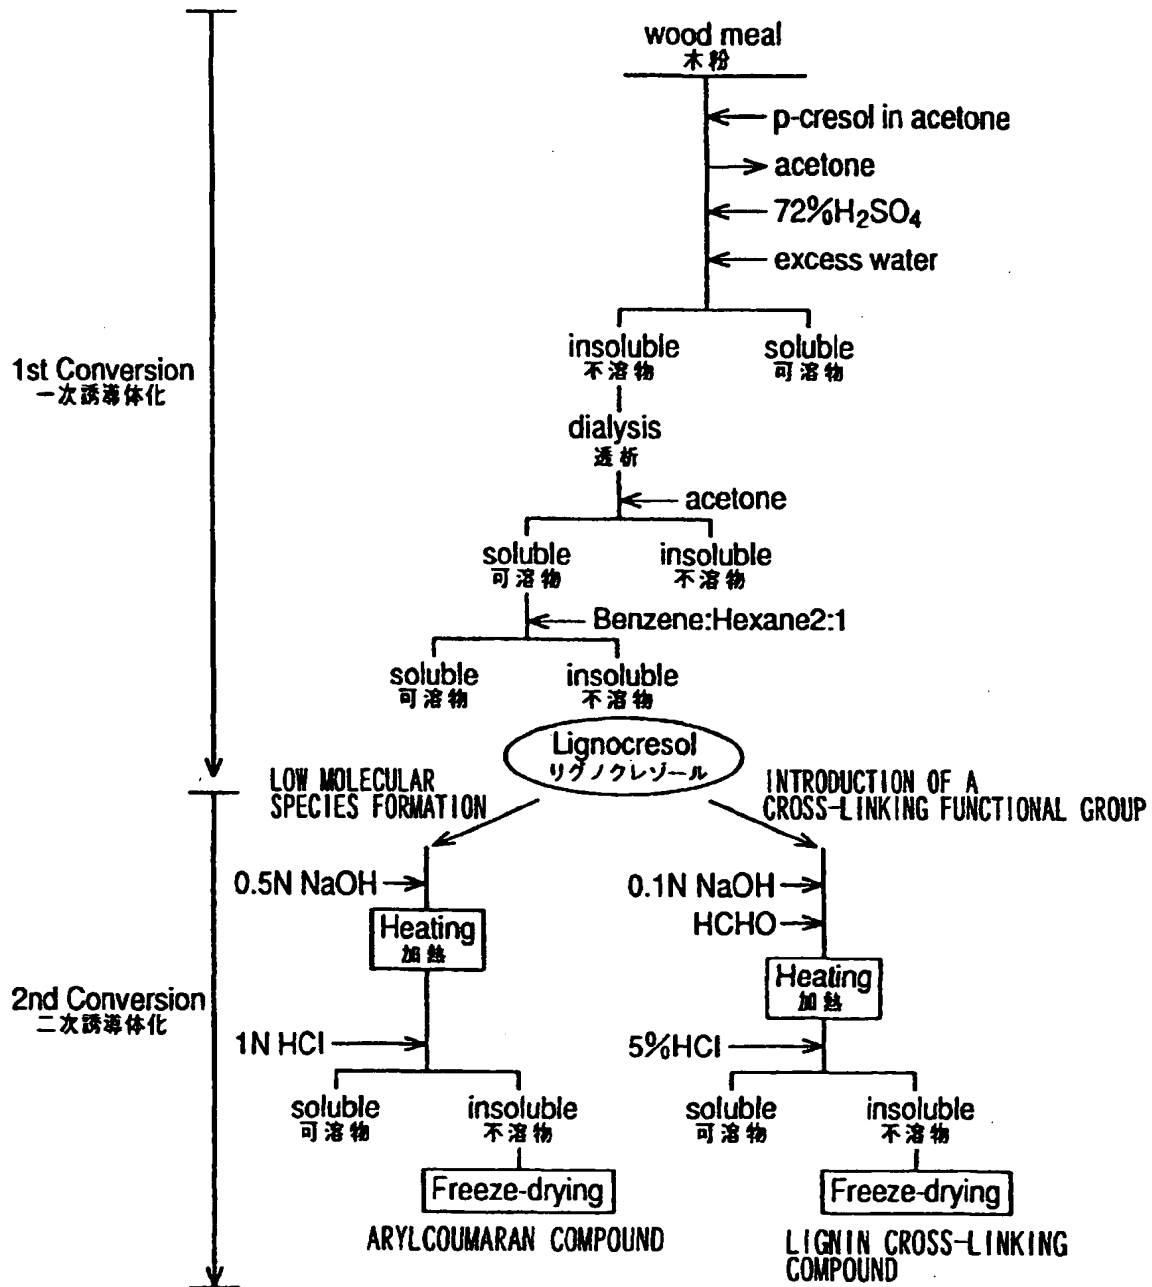 wood meal
木粉
p-cresol in acetone
acetone
72%H₂SO₄
excess water
insoluble
不溶物
soluble
可溶物
1st Conversion
一次誘導体化
dialysis
透析
acetone
soluble
可溶物
insoluble
不溶物
Benzene:Hexane2:1
soluble
可溶物
insoluble
不溶物
Lignocresol
リグノクレゾール
LOW MOLECULAR
SPECIES FORMATION
INTRODUCTION OF A
CROSS-LINKING FUNCTIONAL GROUP
0.5N NaOH
Heating
加熱
1N HCl
soluble
可溶物
insoluble
不溶物
Freeze-drying
ARYLCOUMARAN COMPOUND
2nd Conversion
二次誘導体化
0.1N NaOH
HCHO
Heating
加熱
5%HCl
soluble
可溶物
insoluble
不溶物
Freeze-drying
LIGNIN CROSS-LINKING
COMPOUND